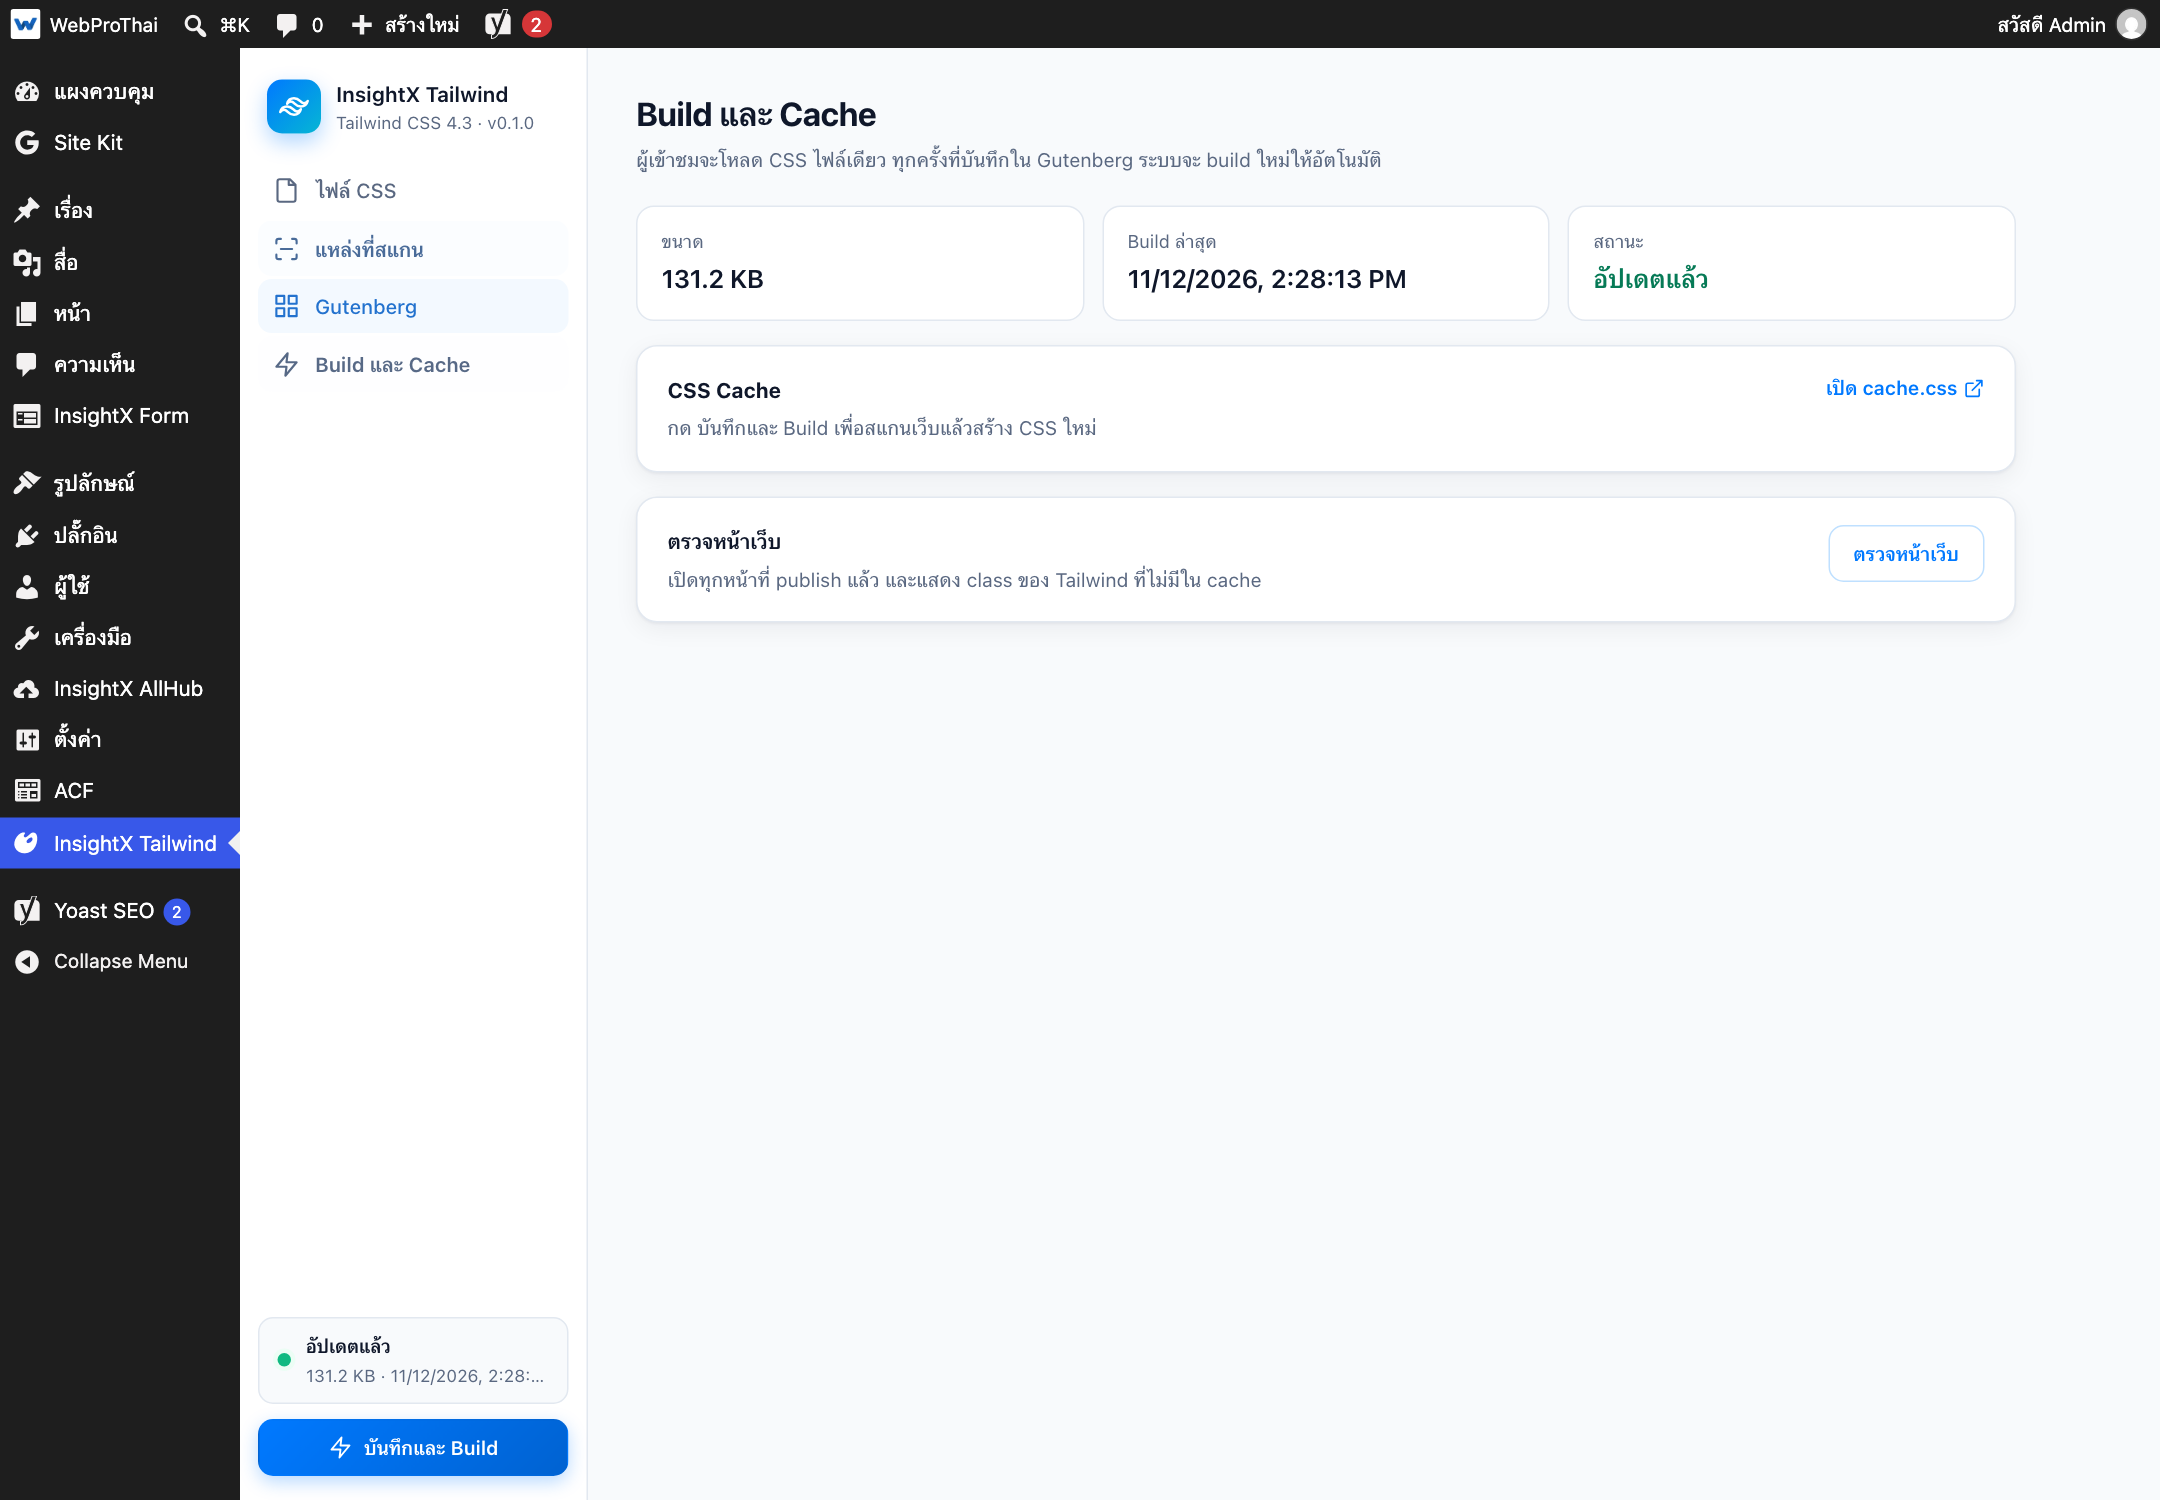 WebProThai
⌘K
0
สร้างใหม่
2
สวัสดี Admin
แผงควบคุม
Site Kit
เรื่อง
สื่อ
หน้า
ความเห็น
InsightX Form
รูปลักษณ์
ปลั๊กอิน
ผู้ใช้
เครื่องมือ
InsightX AllHub
ตั้งค่า
ACF
InsightX Tailwind
Yoast SEO 2
Collapse Menu
InsightX Tailwind
Tailwind CSS 4.3 · v0.1.0
ไฟล์ CSS
แหล่งที่สแกน
Gutenberg
Build และ Cache
อัปเดตแล้ว
131.2 KB · 11/12/2026, 2:28:...
บันทึกและ Build
Build และ Cache
ผู้เข้าชมจะโหลด CSS ไฟล์เดียว ทุกครั้งที่บันทึกใน Gutenberg ระบบจะ build ใหม่ให้อัตโนมัติ
ขนาด
131.2 KB
Build ล่าสุด
11/12/2026, 2:28:13 PM
สถานะ
อัปเดตแล้ว
CSS Cache
เปิด cache.css
กด บันทึกและ Build เพื่อสแกนเว็บแล้วสร้าง CSS ใหม่
ตรวจหน้าเว็บ
เปิดทุกหน้าที่ publish แล้ว และแสดง class ของ Tailwind ที่ไม่มีใน cache
ตรวจหน้าเว็บ